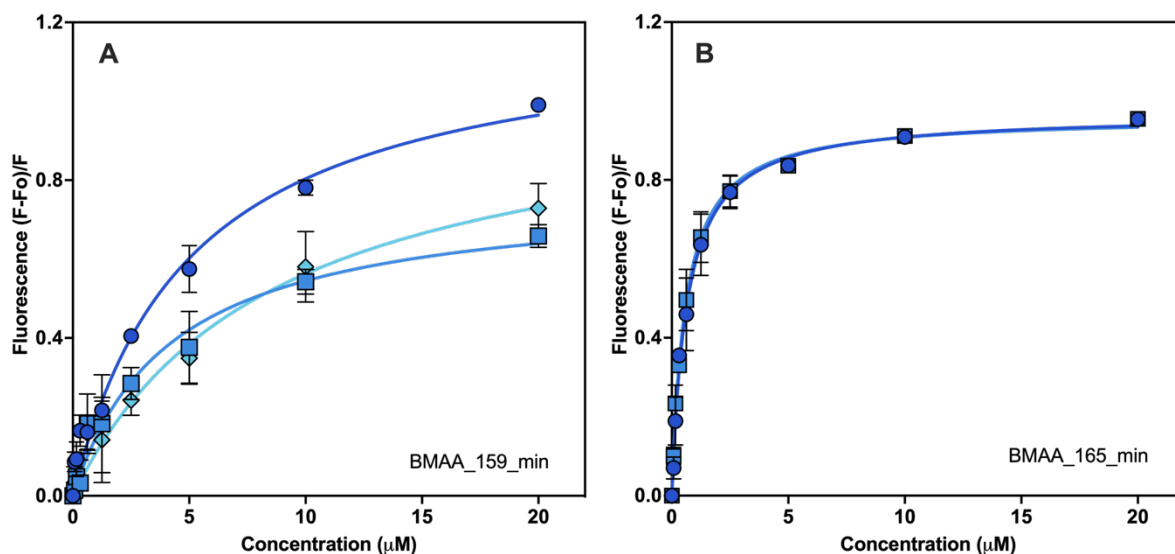 A
Fluorescence (F-Fo)/F
1.2
0.8
0.4
0.0
0
5
10
15
20
Concentration (μM)
BMAA_159_min
B
Fluorescence (F-Fo)/F
1.2
0.8
0.4
0.0
0
5
10
15
20
Concentration (μM)
BMAA_165_min